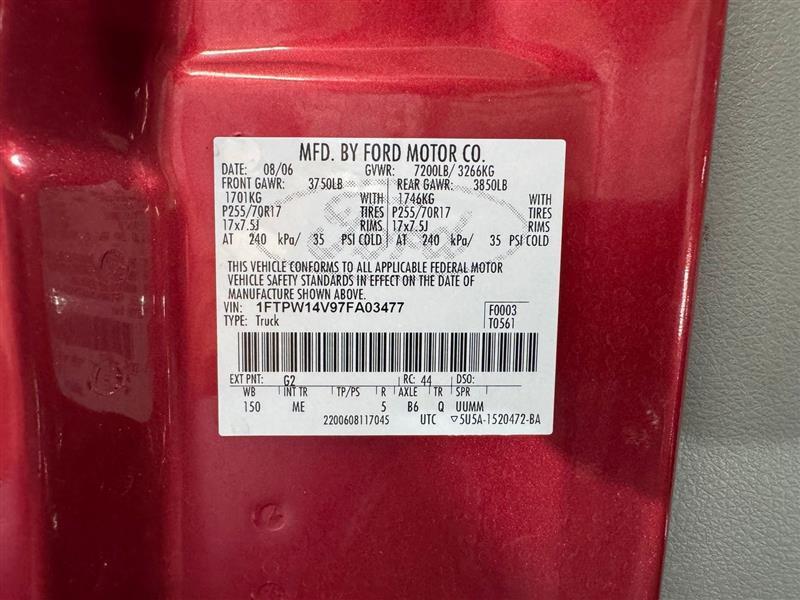 MFD. BY FORD MOTOR CO.
DATE: 08/06 GVWR: 7200LB/ 3266KG
FRONT GAWR: 3750LB REAR GAWR: 3850LB
1701KG WITH 1746KG WITH
P255/70R17 TIRES P255/70R17 TIRES
17x7.5J RIMS 17x7.5J RIMS
AT 240 kPa/ 35 PSI COLD AT 240 kPa/ 35 PSI COLD
THIS VEHICLE CONFORMS TO ALL APPLICABLE FEDERAL MOTOR
VEHICLE SAFETY STANDARDS IN EFFECT ON THE DATE OF
MANUFACTURE SHOWN ABOVE.
VIN: 1FTPW14V97FA03477 F0003
TYPE: Truck T0561
EXT PNT: G2 RC: 44 DSO:
WB INT TR TP/PS R AXLE TR SPR
150 ME 5 B6 Q UUMM
2200608117045 UTC ▽5U5A-1520472-BA